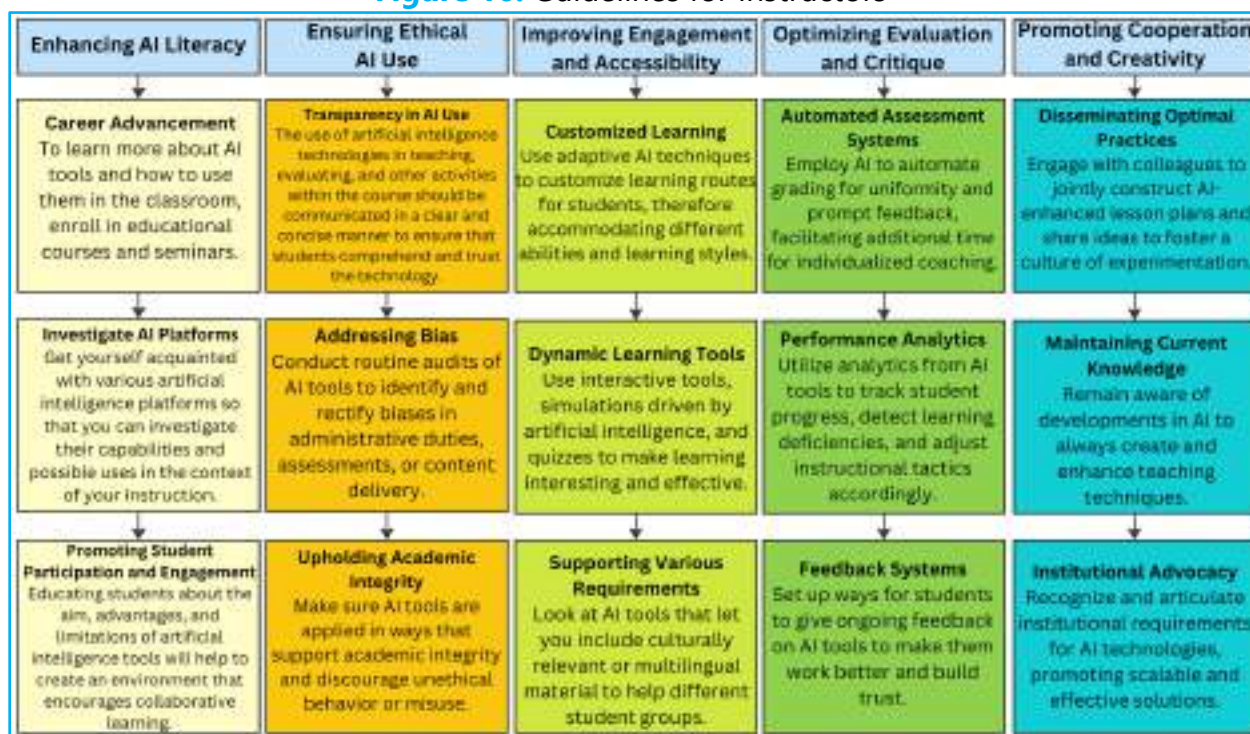 Figure 10. Guidelines for Instructors
Enhancing AI Literacy
Career Advancement
To learn more about AI
tools and how to use
them in the classroom,
enroll in educational
courses and seminars.
Investigate AI Platforms
Get yourself acquainted
with various artificial
intelligence platforms so
that you can investigate
their capabilities and
possible uses in the context
of your instruction.
Promoting Student
Participation and Engagement
Educating students about the
aim, advantages, and
limitations of artificial
intelligence tools will help to
create an environment that
encourages collaborative
learning.
Ensuring Ethical
AI Use
Transparency in AI Use
The use of artificial intelligence
technologies in teaching,
evaluating, and other activities
within the course should be
communicated in a clear and
concise manner to ensure that
students comprehend and trust
the technology.
Addressing Bias
Conduct routine audits of
AI tools to identify and
rectify biases in
administrative duties,
assessments, or content
delivery.
Upholding Academic
Integrity
Make sure AI tools are
applied in ways that
support academic integrity
and discourage unethical
behavior or misuse.
Improving Engagement
and Accessibility
Customized Learning
Use adaptive AI techniques
to customize learning routes
for students, therefore
accommodating different
abilities and learning styles.
Dynamic Learning Tools
Use interactive tools,
simulations driven by
artificial intelligence, and
quizzes to make learning
interesting and effective.
Supporting Various
Requirements
Look at AI tools that let
you include culturally
relevant or multilingual
material to help different
student groups.
Optimizing Evaluation
and Critique
Automated Assessment
Systems
Employ AI to automate
grading for uniformity and
prompt feedback,
facilitating additional time
for individualized coaching.
Performance Analytics
Utilize analytics from AI
tools to track student
progress, detect learning
deficiencies, and adjust
instructional tactics
accordingly.
Feedback Systems
Set up ways for students
to give ongoing feedback
on AI tools to make them
work better and build
trust.
Promoting Cooperation
and Creativity
Disseminating Optimal
Practices
Engage with colleagues to
jointly construct AI-
enhanced lesson plans and
share ideas to foster a
culture of experimentation.
Maintaining Current
Knowledge
Remain aware of
developments in AI to
always create and
enhance teaching
techniques.
Institutional Advocacy
Recognize and articulate
institutional requirements
for AI technologies,
promoting scalable and
effective solutions.